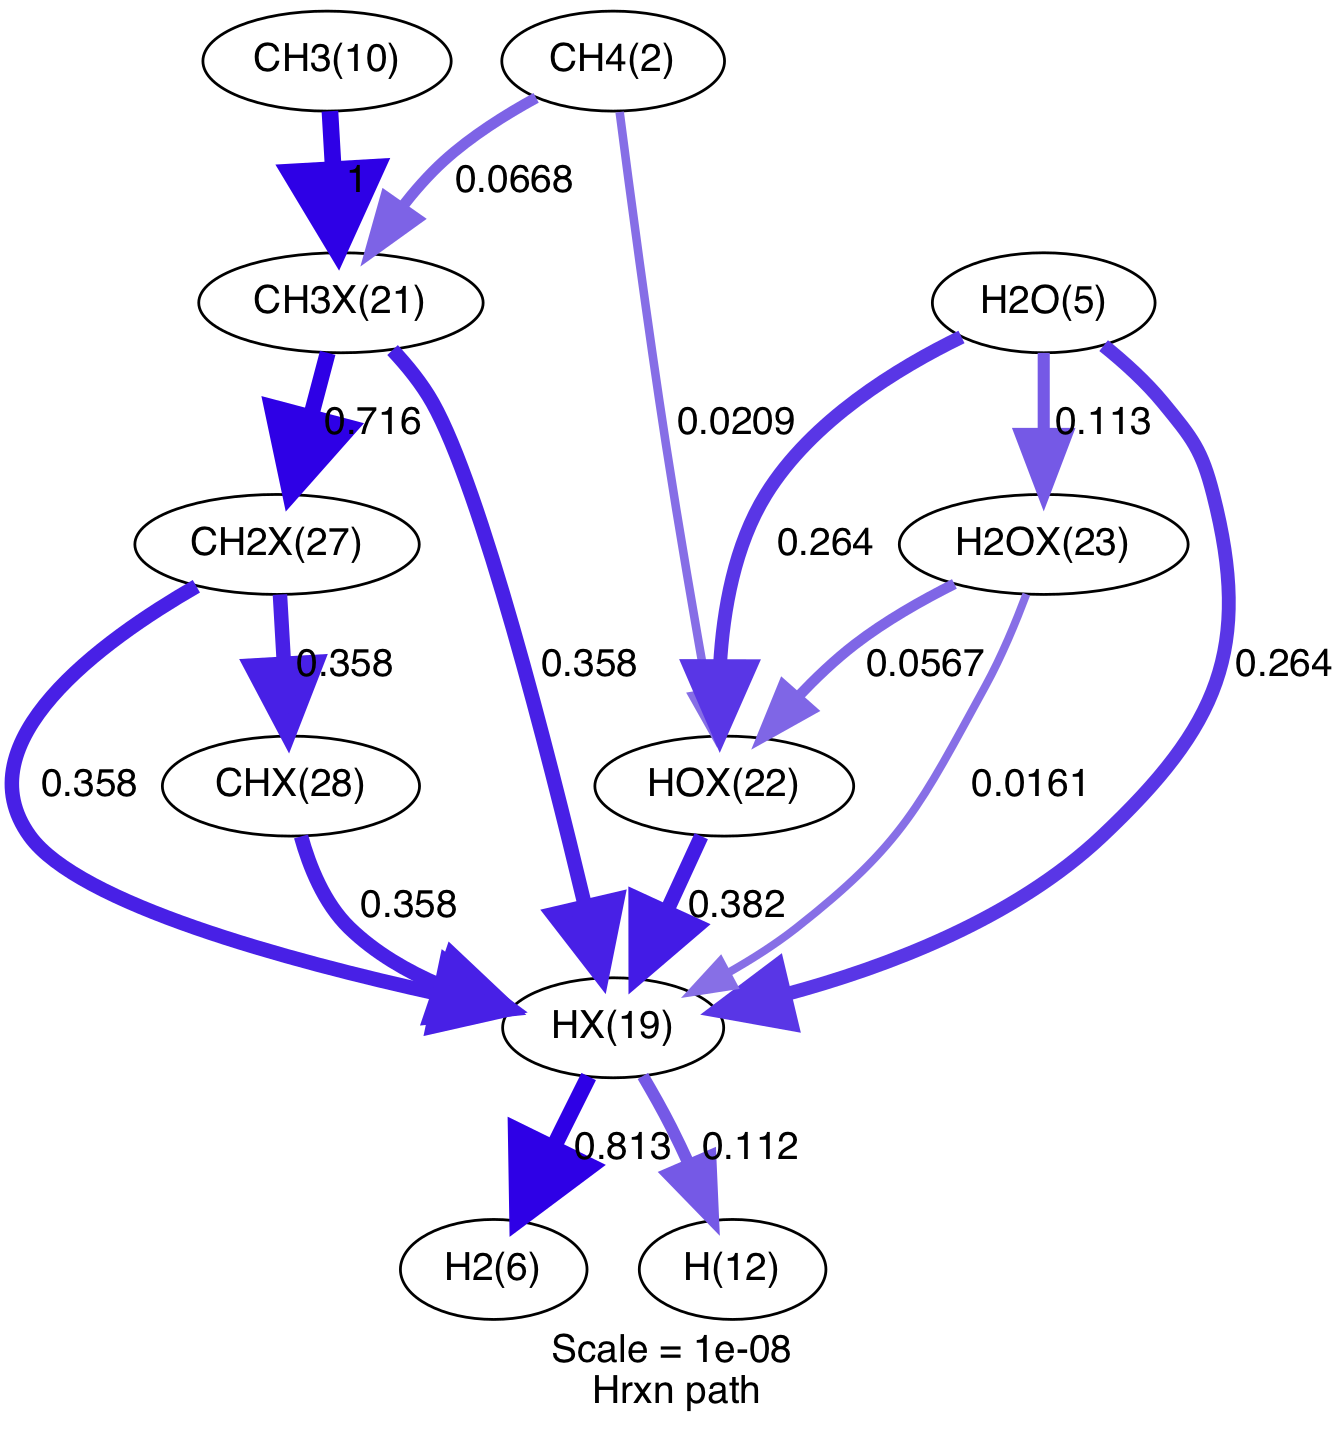 CH3(10)
CH4(2)
1
0.0668
CH3X(21)
H2O(5)
0.716
0.0209
0.113
CH2X(27)
0.264
H2OX(23)
0.358
0.358
0.0567
0.264
0.358
CHX(28)
HOX(22)
0.0161
0.358
0.382
HX(19)
0.813
0.112
H2(6)
H(12)
Scale = 1e-08
Hrxn path